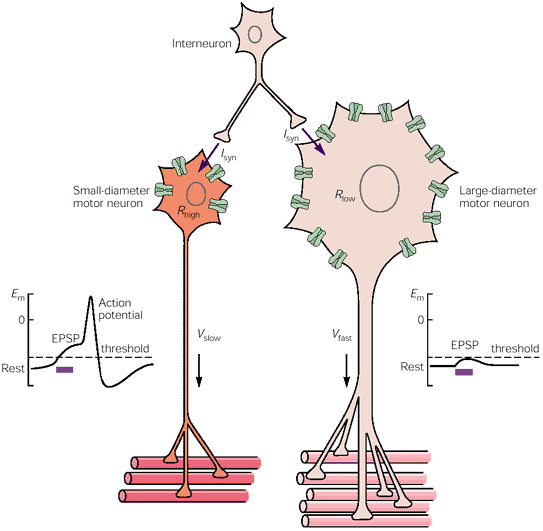 Interneuron
Isyn
Isyn
Small-diameter
motor neuron
Rhigh
Rlow
Large-diameter
motor neuron
Em
0
Rest
EPSP
Action
potential
threshold
Vslow
Vfast
Em
0
Rest
EPSP
threshold